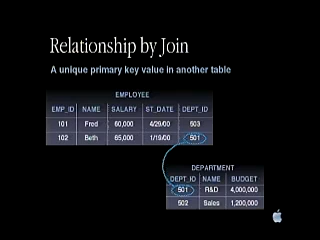 Relationship by Join
A unique primary key value in another table
EMPLOYEE
EMP_ID NAME SALARY ST_DATE DEPT_ID
101 Fred 60,000 4/29/00 503
102 Beth 65,000 1/19/00 501
DEPARTMENT
DEPT_ID NAME BUDGET
501 R&D 4,000,000
502 Sales 1,200,000